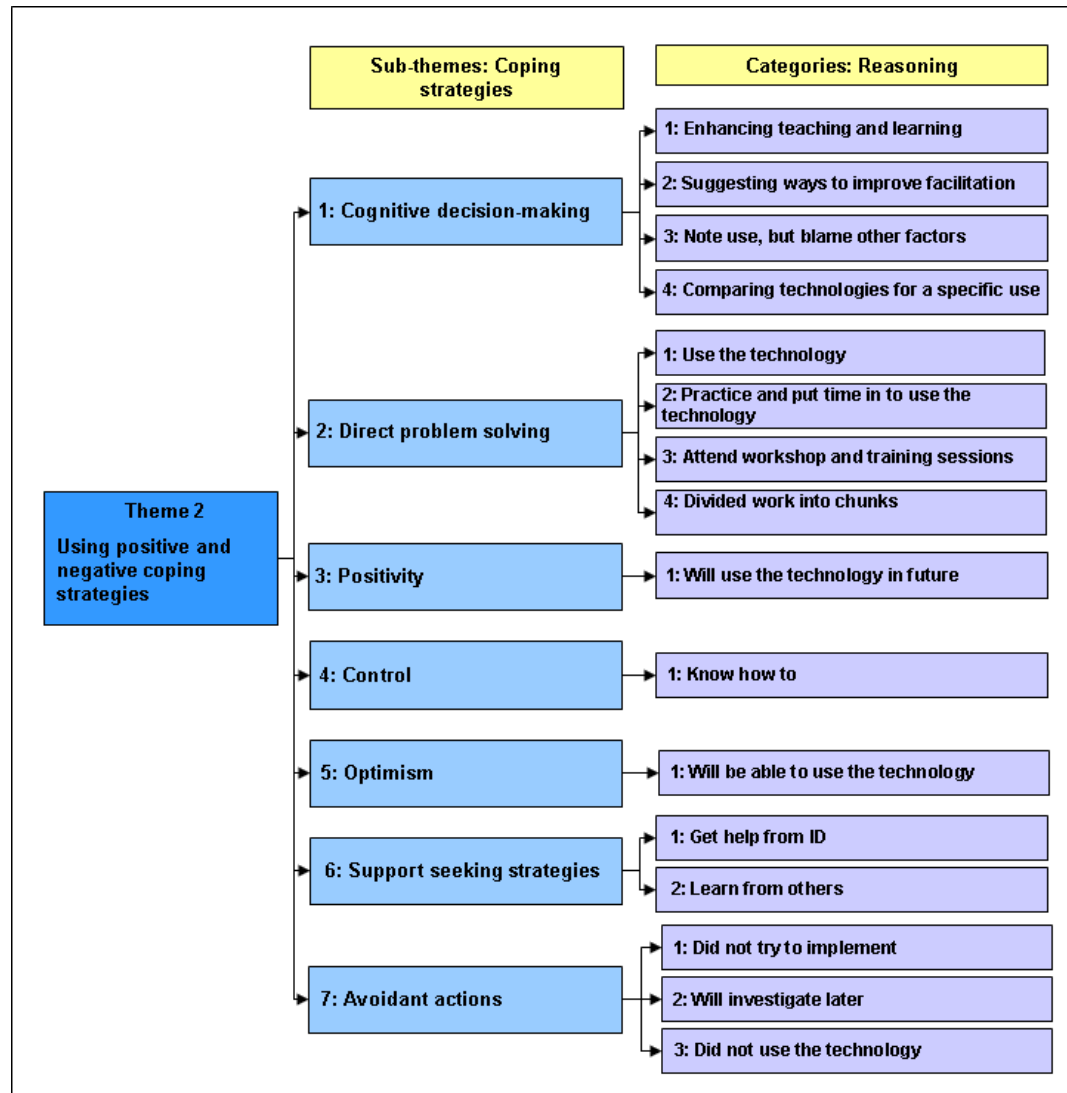 Sub-themes: Coping
strategies
Categories: Reasoning
Theme 2
Using positive and
negative coping
strategies
1: Cognitive decision-making
1: Enhancing teaching and learning
2: Suggesting ways to improve facilitation
3: Note use, but blame other factors
4: Comparing technologies for a specific use
2: Direct problem solving
1: Use the technology
2: Practice and put time in to use the
technology
3: Attend workshop and training sessions
4: Divided work into chunks
3: Positivity
1: Will use the technology in future
4: Control
1: Know how to
5: Optimism
1: Will be able to use the technology
6: Support seeking strategies
1: Get help from ID
2: Learn from others
7: Avoidant actions
1: Did not try to implement
2: Will investigate later
3: Did not use the technology